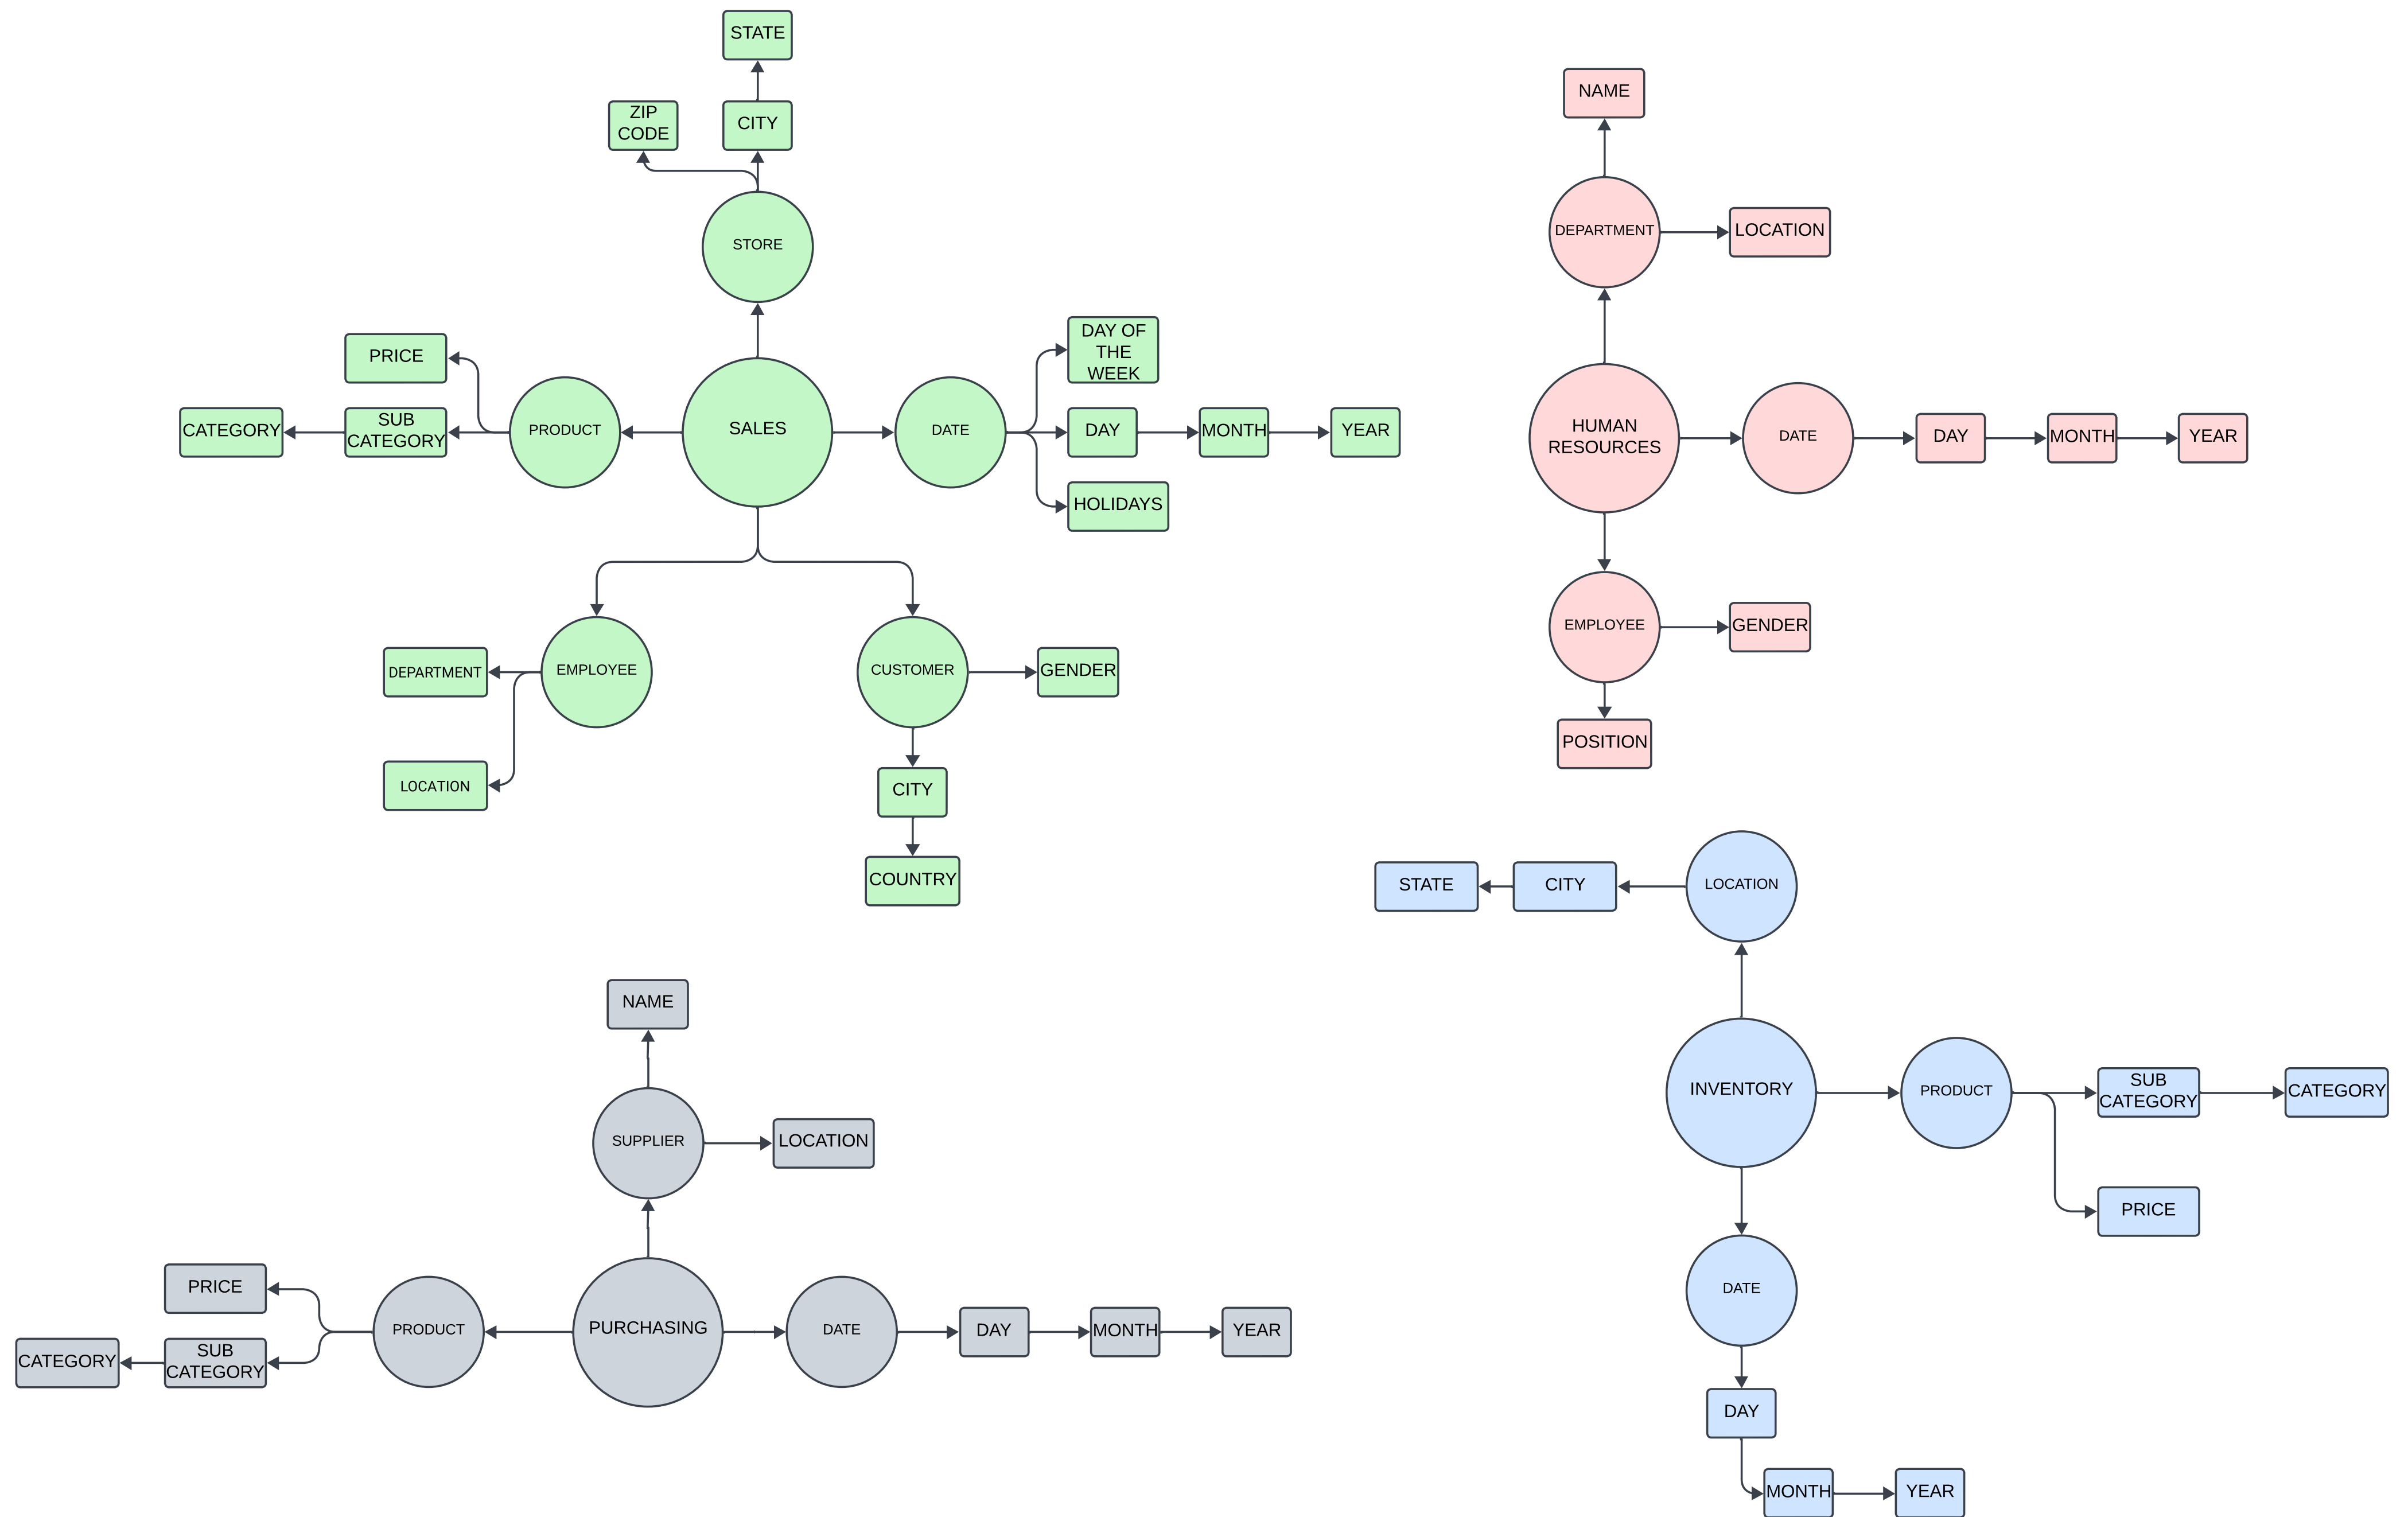 STATE
ZIP
CODE
CITY
STORE
PRICE
CATEGORY
SUB
CATEGORY
PRODUCT
SALES
DATE
DAY OF
THE
WEEK
DAY
MONTH
YEAR
HOLIDAYS
DEPARTMENT
EMPLOYEE
CUSTOMER
GENDER
LOCATION
CITY
COUNTRY
NAME
DEPARTMENT
LOCATION
HUMAN
RESOURCES
DATE
DAY
MONTH
YEAR
EMPLOYEE
GENDER
POSITION
NAME
SUPPLIER
LOCATION
PRICE
CATEGORY
SUB
CATEGORY
PRODUCT
PURCHASING
DATE
DAY
MONTH
YEAR
STATE
CITY
LOCATION
INVENTORY
PRODUCT
SUB
CATEGORY
CATEGORY
PRICE
DATE
DAY
MONTH
YEAR